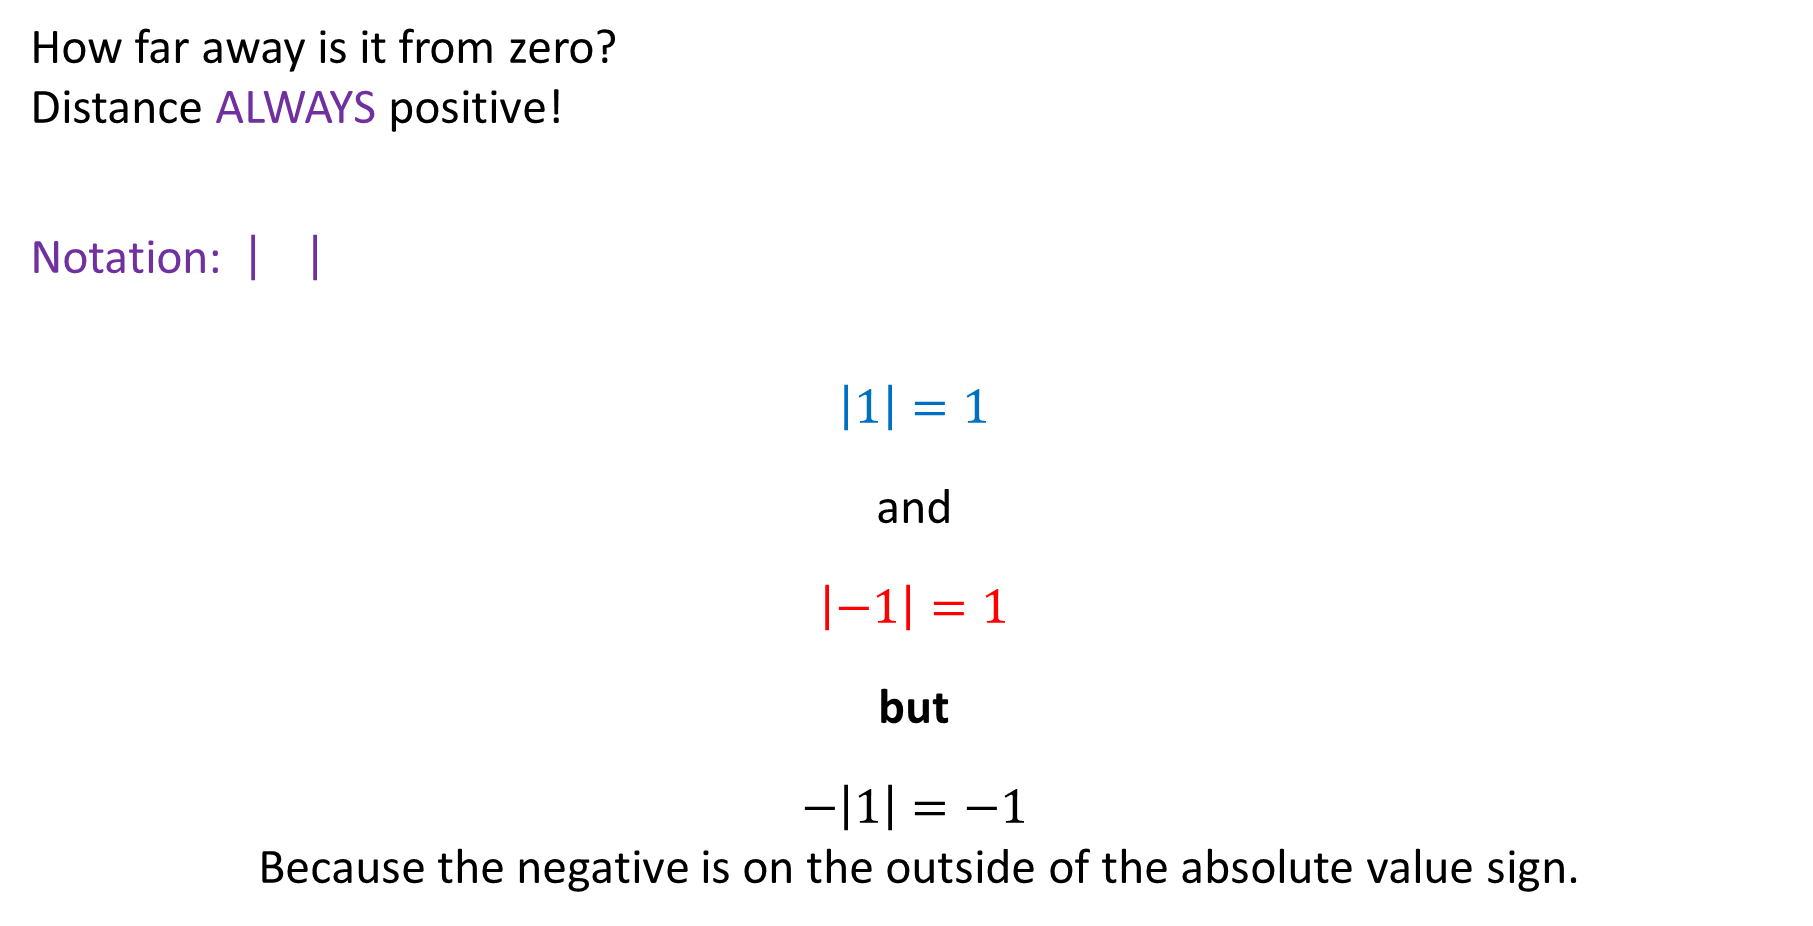 How far away is it from zero?
Distance ALWAYS positive!
Notation: |   |
|1| = 1
and
|−1| = 1
but
−|1| = −1
Because the negative is on the outside of the absolute value sign.